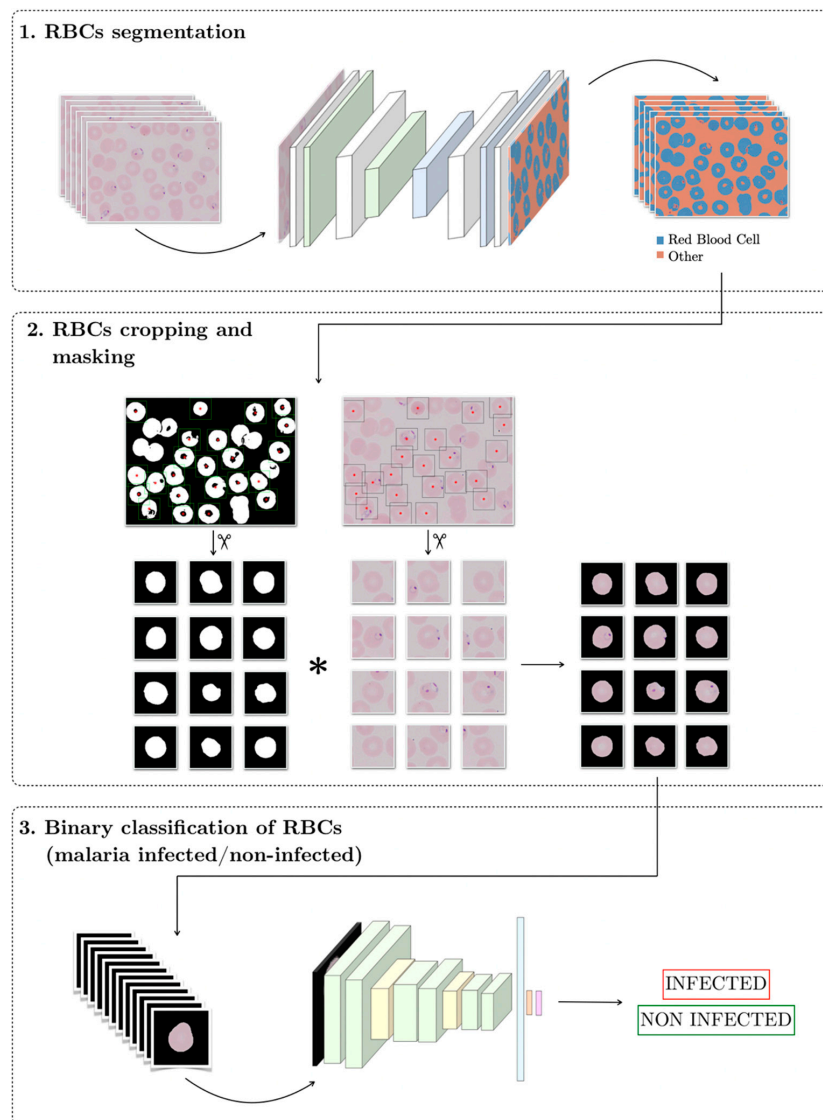 1. RBCs segmentation
Red Blood Cell
Other
2. RBCs cropping and
masking
*
3. Binary classification of RBCs
(malaria infected/non-infected)
INFECTED
NON INFECTED